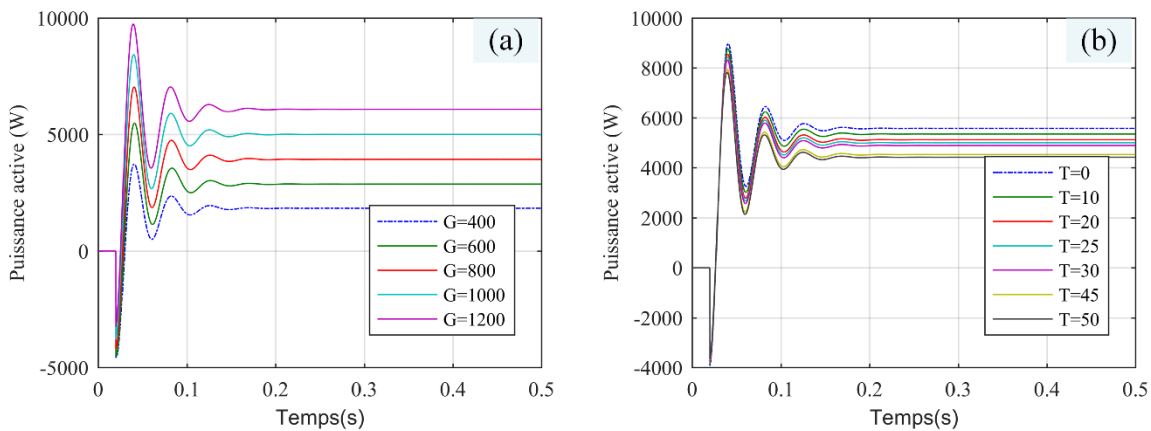 10000
5000
0
-5000
Puissance active (W)
(a)
G=400
G=600
G=800
G=1000
G=1200
0
0.1
0.2
0.3
0.4
0.5
Temps(s)
10000
8000
6000
4000
2000
0
-2000
-4000
Puissance active (W)
(b)
T=0
T=10
T=20
T=25
T=30
T=45
T=50
0
0.1
0.2
0.3
0.4
0.5
Temps(s)